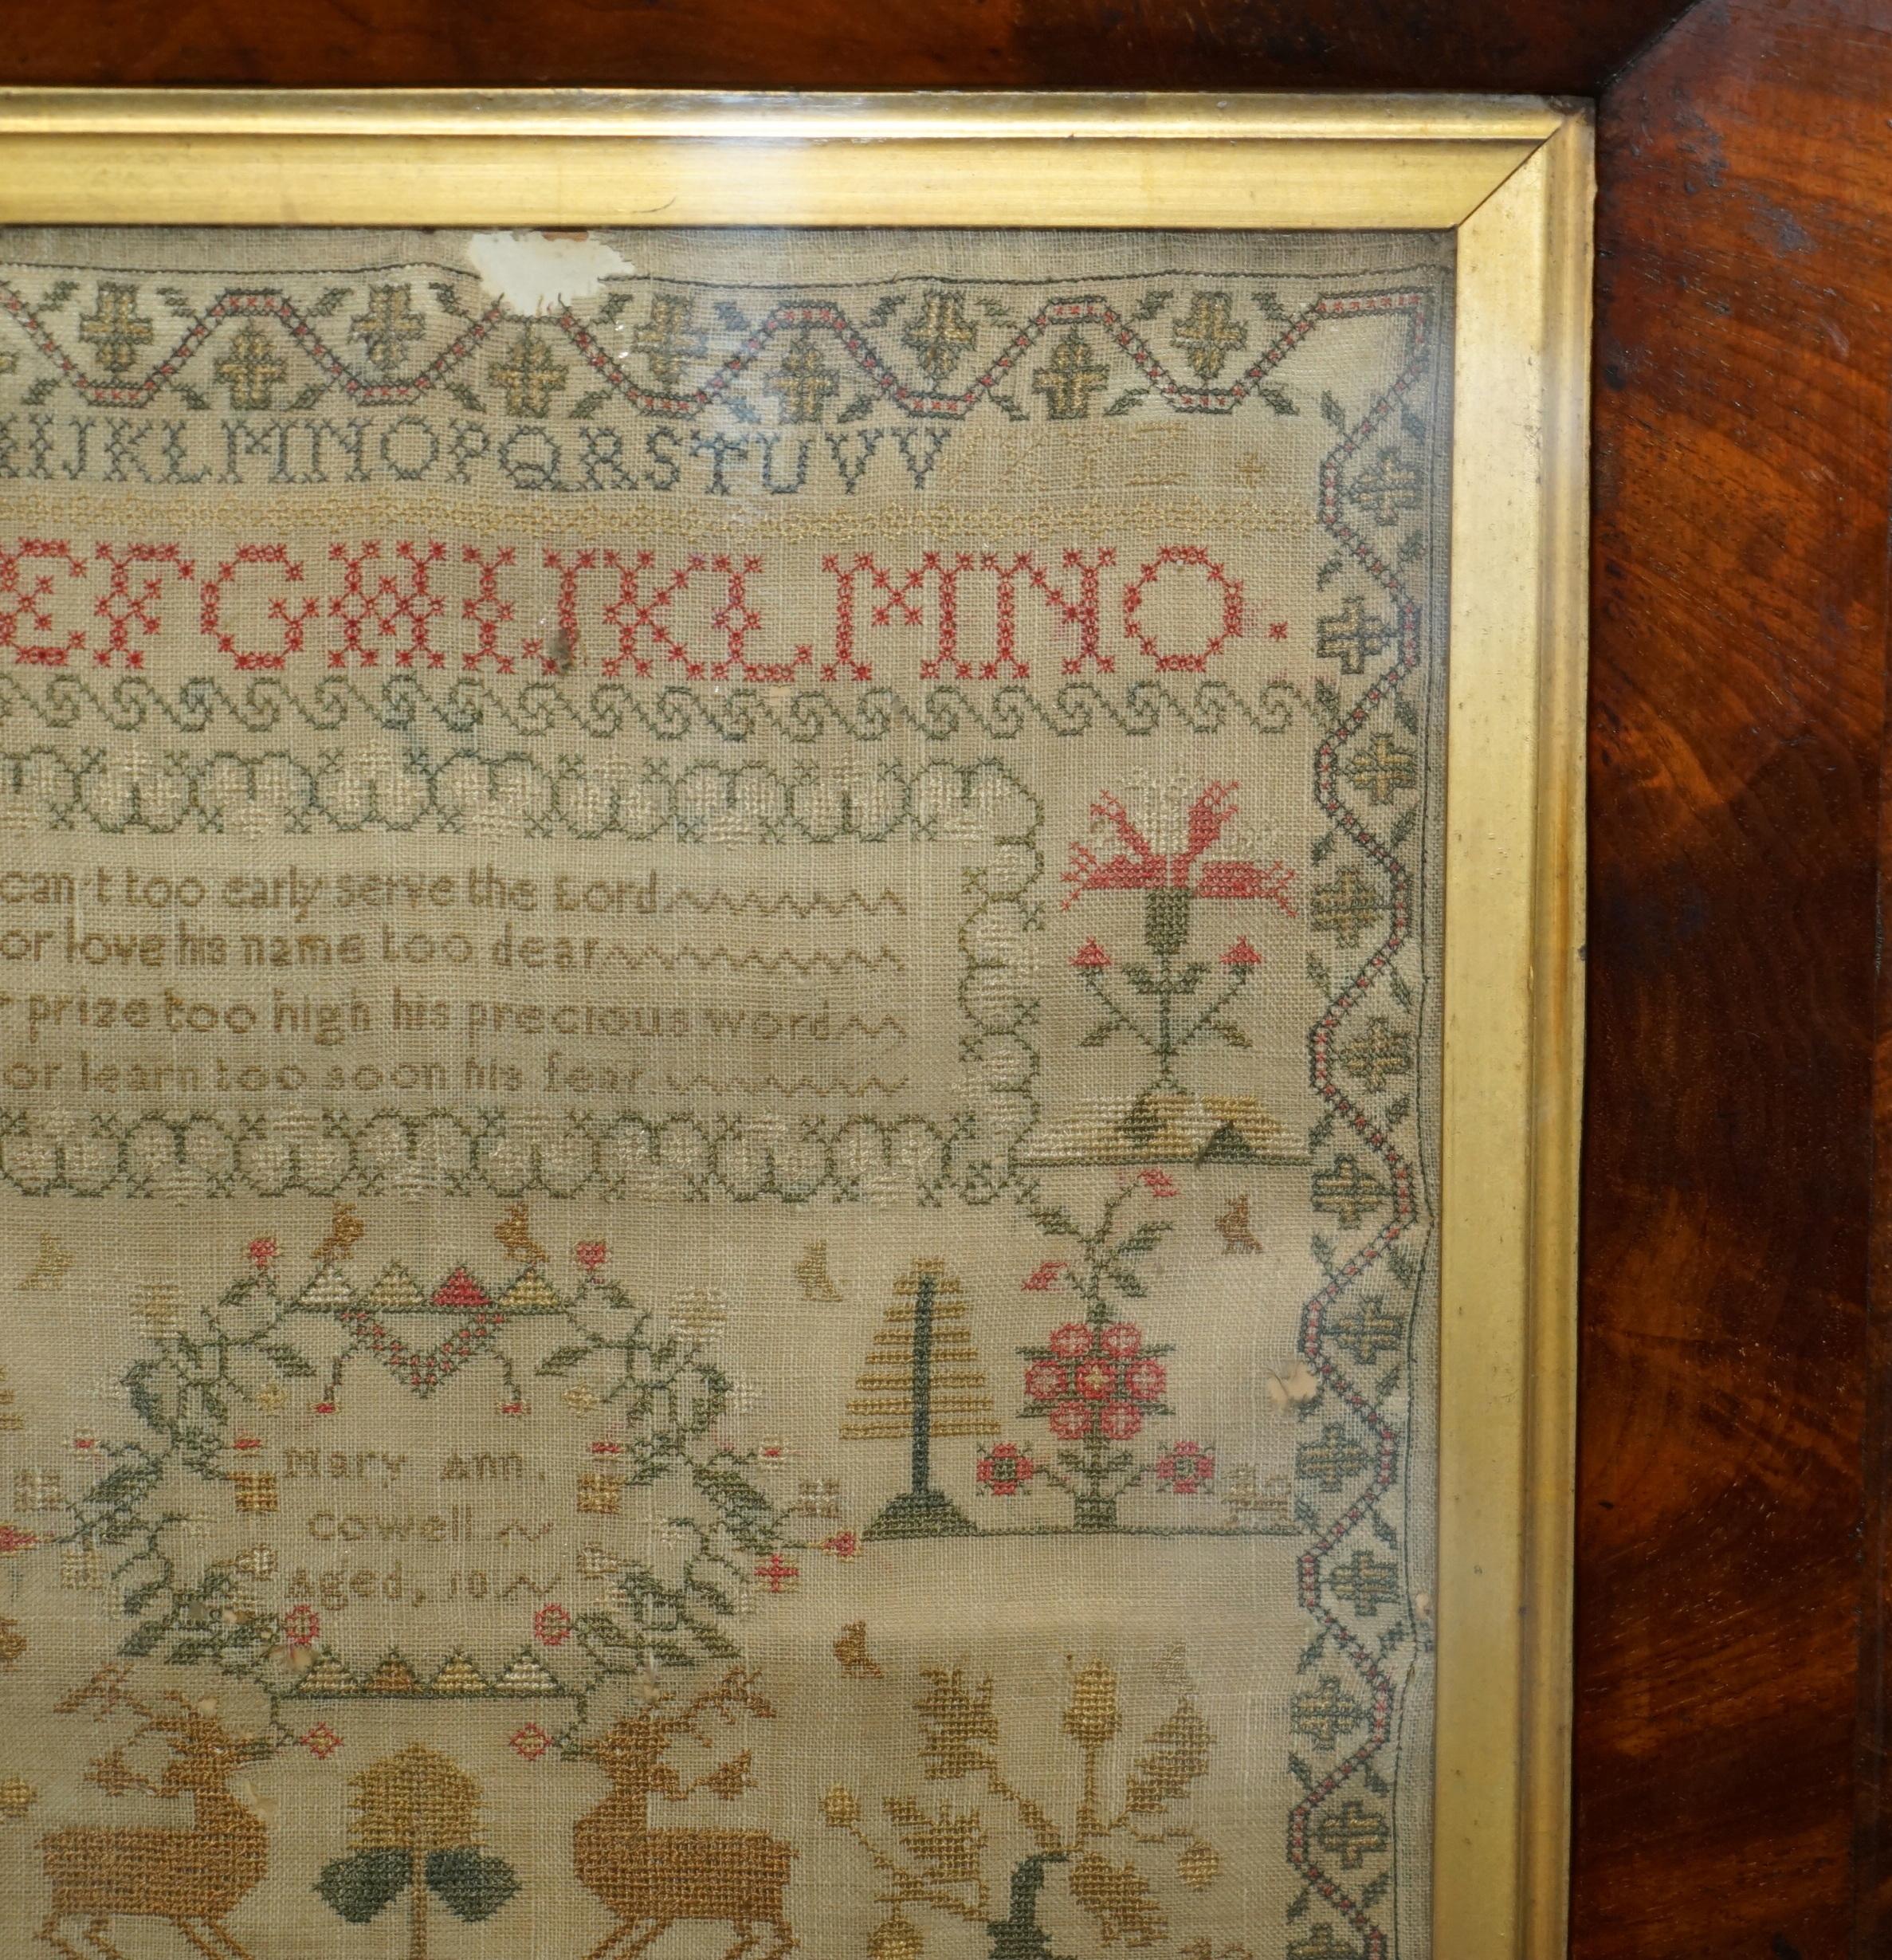 IJKLMNOPQRSTUVV
EFGHIJKLMNO.
can't too early serve the Lord
or love his name too dear
prize too high his precious word
or learn too soon his fear
Mary Ann,
Cowell
Aged, 10